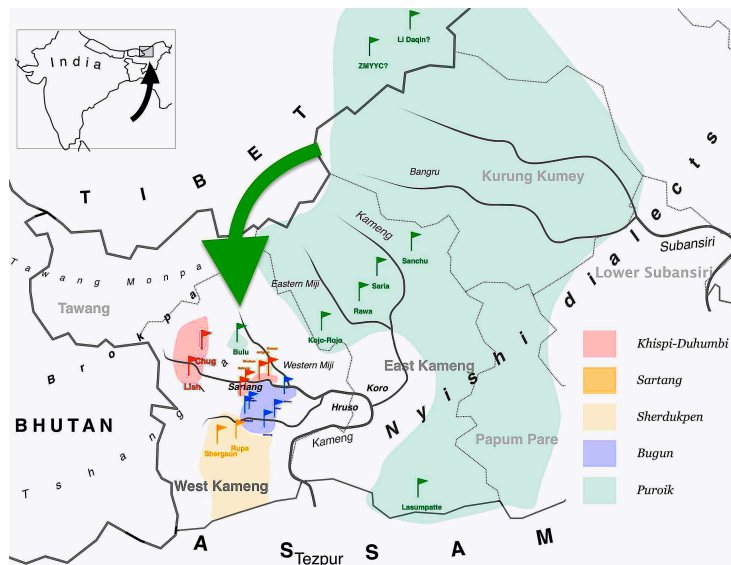 India
Li Daqin?
ZMYYC?
TIBET
Kurung Kumey
Bangru
Kameng
Subansiri
Lower Subansiri
Sanchu
Saria
Rawa
Eastern Miji
Kojo-Rojo
Tawang Monpa
Tawang
Brokpa
Bulu
Chug
Lish
Western Miji
Sartang
East Kameng
Koro
Hruso
Kameng
Nyishi dialects
Papum Pare
BHUTAN
Tshangla
Shergaon
Rupa
West Kameng
Lasumpatte
ASSAM
Tezpur
Khispi-Duhumbi
Sartang
Sherdukpen
Bugun
Puroik